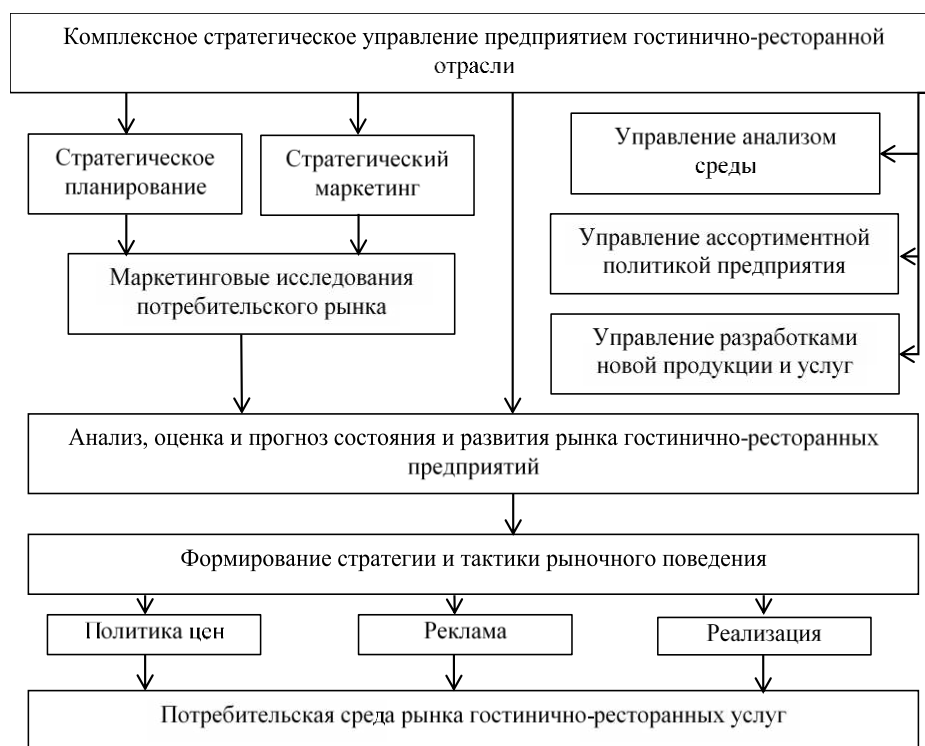 Комплексное стратегическое управление предприятием гостинично-ресторанной
отрасли
Стратегическое
планирование
Стратегический
маркетинг
Управление анализом
среды
Управление ассортиментной
политикой предприятия
Маркетинговые исследования
потребительского рынка
Управление разработками
новой продукции и услуг
Анализ, оценка и прогноз состояния и развития рынка гостинично-ресторанных
предприятий
Формирование стратегии и тактики рыночного поведения
Политика цен
Реклама
Реализация
Потребительская среда рынка гостинично-ресторанных услуг